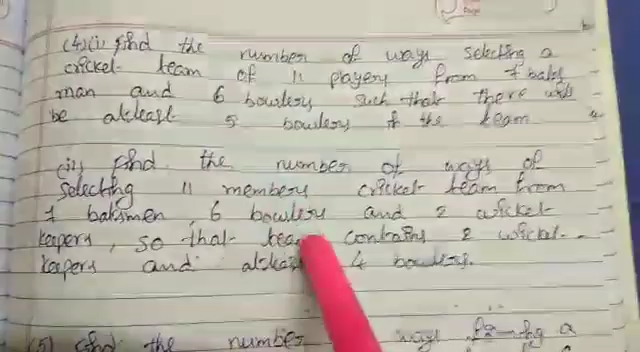 (4)(i) find the number of ways selecting a
cricket team of 11 players from 7 bats
man and 6 bowlers such that there will
be atleast 5 bowlers if the team
(ii) find the number of ways of
selecting 11 members cricket team from
7 batsmen, 6 bowlers and 2 wicket
keepers, so that team contains 2 wicket-
keepers and atleast 4 bowlers.
(5) find the number ways a